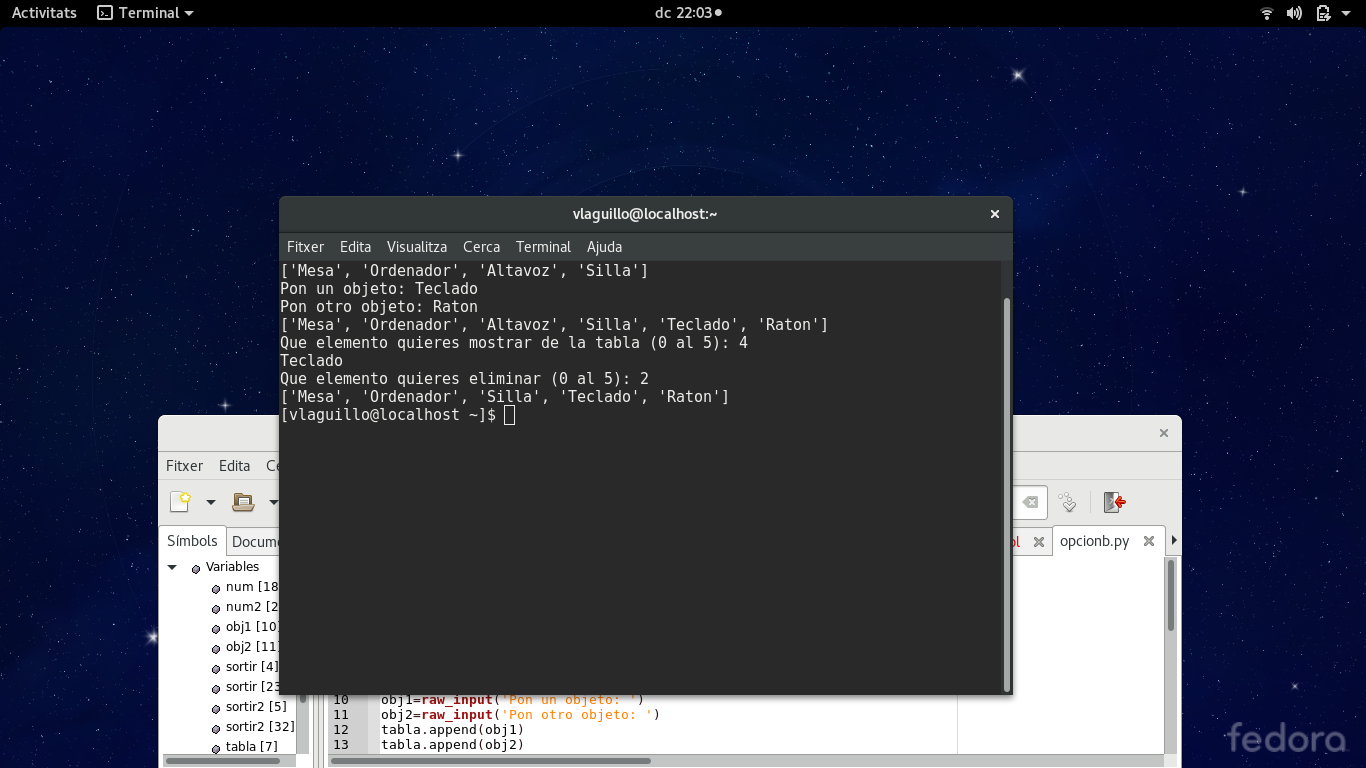 Activitats Terminal dc 22:03
vlaguillo@localhost:~
Fitxer Edita Visualitza Cerca Terminal Ajuda
['Mesa', 'Ordenador', 'Altavoz', 'Silla']
Pon un objeto: Teclado
Pon otro objeto: Raton
['Mesa', 'Ordenador', 'Altavoz', 'Silla', 'Teclado', 'Raton']
Que elemento quieres mostrar de la tabla (0 al 5): 4
Teclado
Que elemento quieres eliminar (0 al 5): 2
['Mesa', 'Ordenador', 'Silla', 'Teclado', 'Raton']
[vlaguillo@localhost ~]$
Fitxer Edita
Símbols
opcionb.py
Variables
num [18
num2 [2
obj1 [10]
obj2 [11]
sortir [4]
sortir [23
sortir2 [5]
sortir2 [32]
tabla [7]
10 obj1=raw_input('Pon un objeto: ')
11 obj2=raw_input('Pon otro objeto: ')
12 tabla.append(obj1)
13 tabla.append(obj2)
fedora